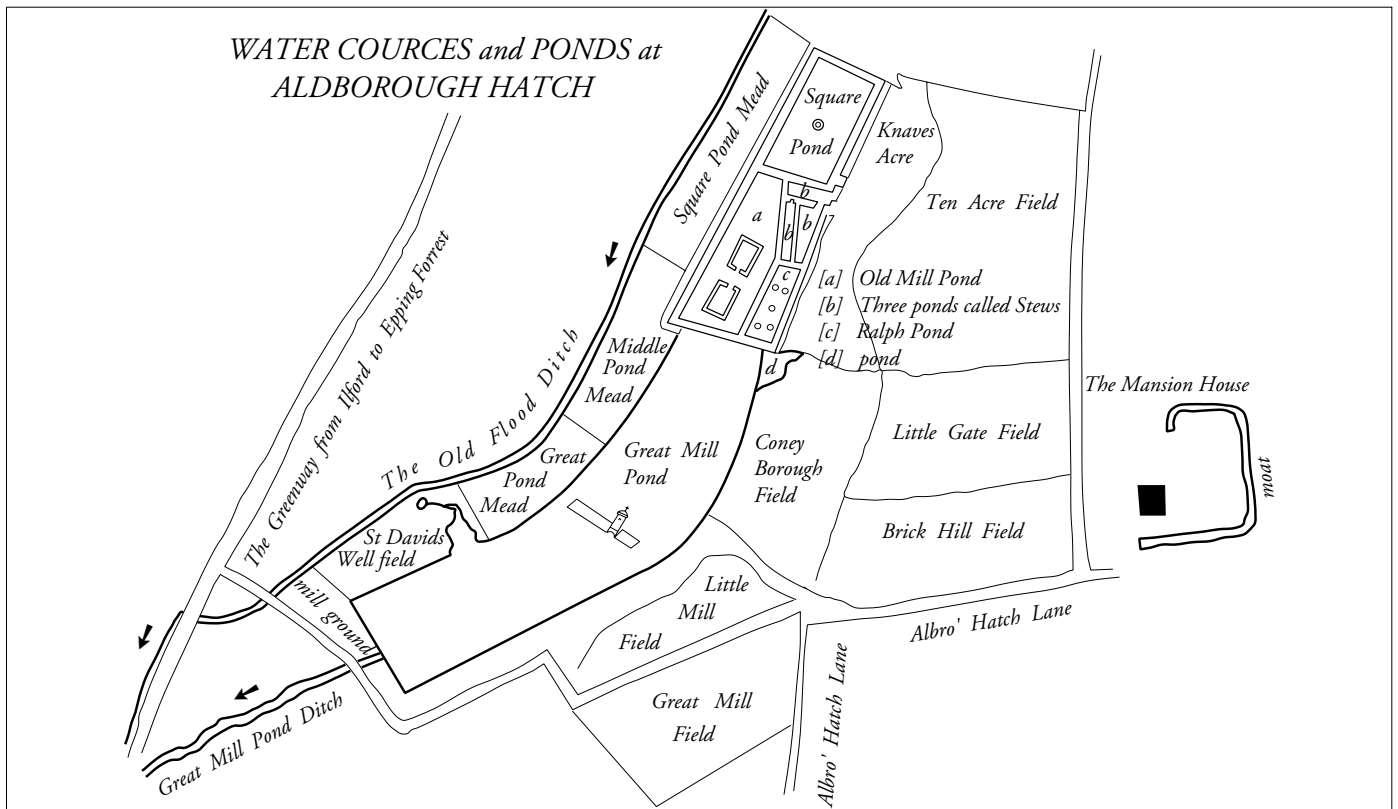 WATER COURCES and PONDS at
ALDBOROUGH HATCH
Square Pond Mead
Square
Pond
Knaves
Acre
Ten Acre Field
b
a
b
b
c
[a] Old Mill Pond
[b] Three ponds called Stews
[c] Ralph Pond
[d] pond
d
The Greenway from Ilford to Epping Forrest
The Old Flood Ditch
Middle
Pond
Mead
The Mansion House
moat
Great
Pond
Mead
Great Mill
Pond
Coney
Borough
Field
Little Gate Field
Brick Hill Field
St Davids
Well field
mill ground
Little
Mill
Field
Albro' Hatch Lane
Great Mill
Field
Albro' Hatch Lane
Great Mill Pond Ditch